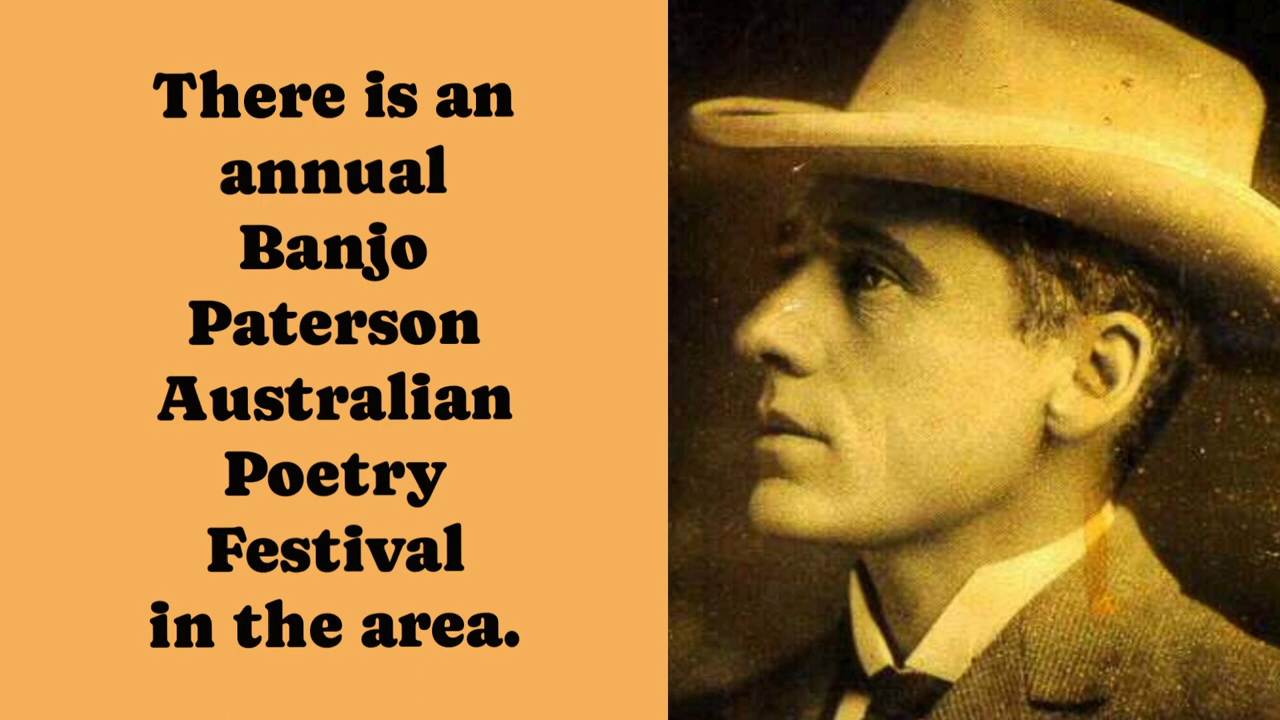 There is an
annual
Banjo
Paterson
Australian
Poetry
Festival
in the area.